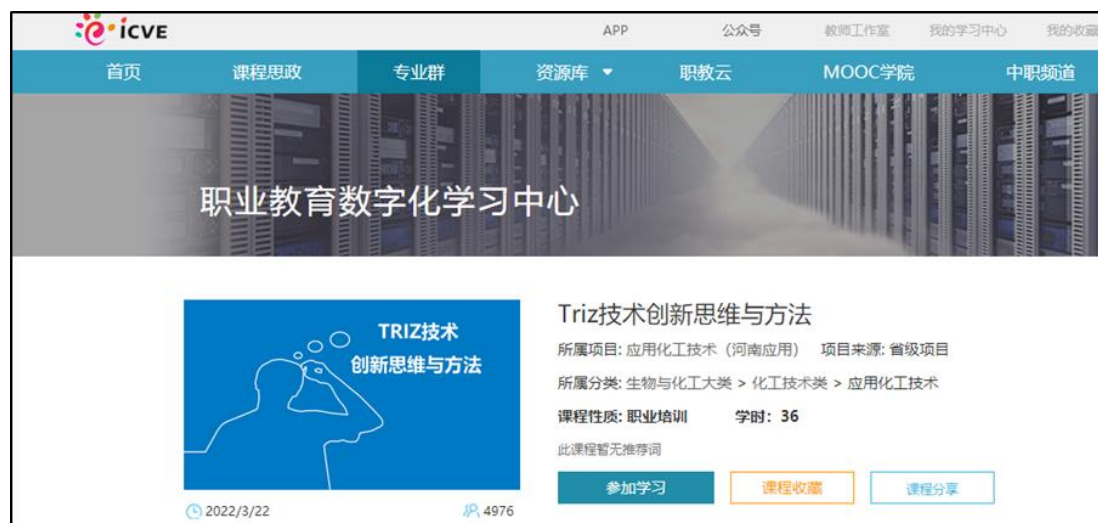 icve
APP 公众号 教师工作室 我的学习中心 我的收藏
首页 课程思政 专业群 资源库 职教云 MOOC学院 中职频道
职业教育数字化学习中心
TRIZ技术
创新思维与方法
2022/3/22 4976
Triz技术创新思维与方法
所属项目: 应用化工技术（河南应用） 项目来源: 省级项目
所属分类: 生物与化工大类 > 化工技术类 > 应用化工技术
课程性质: 职业培训 学时: 36
此课程暂无推荐词
参加学习 课程收藏 课程分享